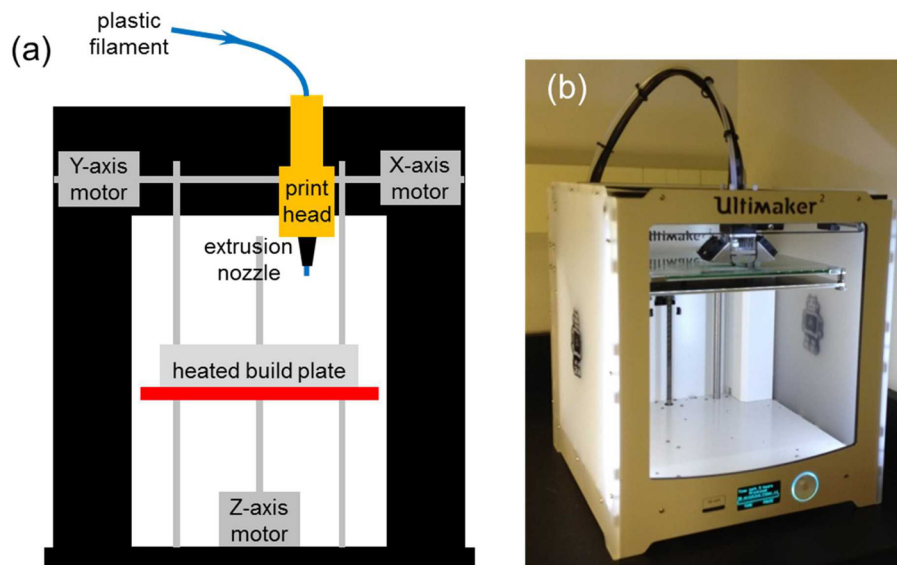 (a)
plastic
filament
Y-axis
motor
X-axis
motor
print
head
extrusion
nozzle
heated build plate
Z-axis
motor
(b)
Ultimaker²
Ultimaker